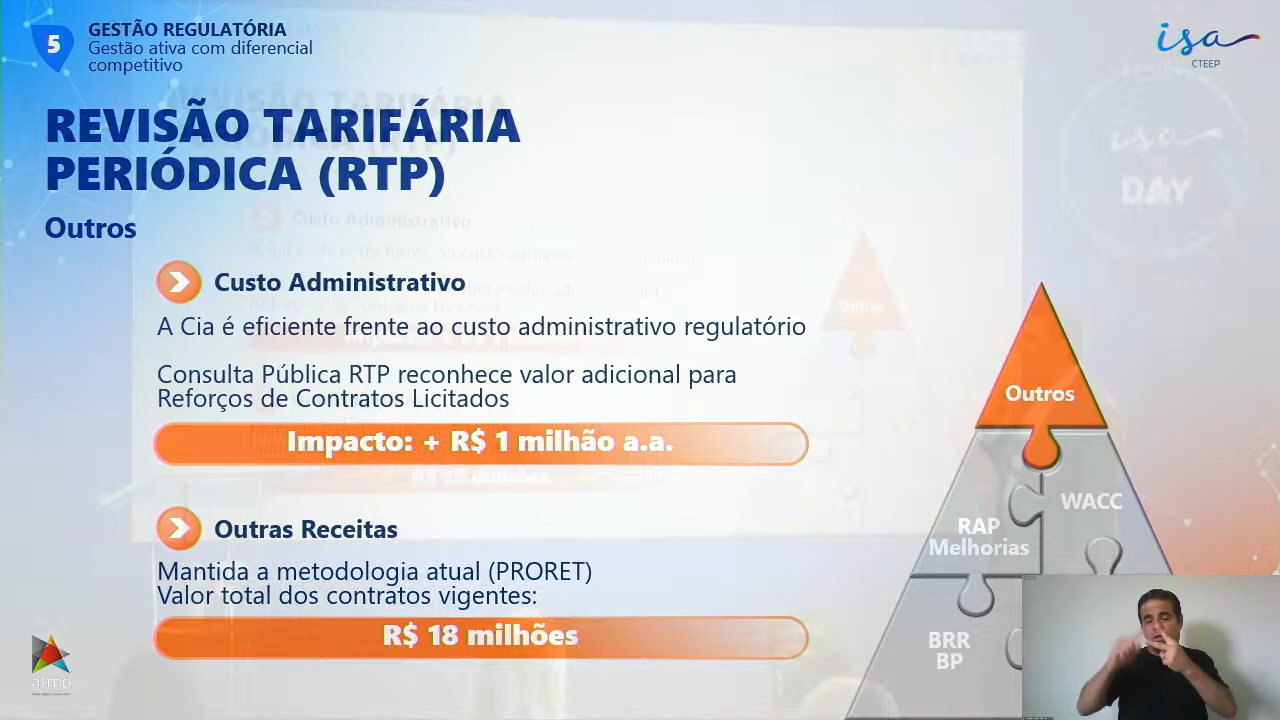 5
GESTÃO REGULATÓRIA
Gestão ativa com diferencial
competitivo
isa
CTEEP
REVISÃO TARIFÁRIA
PERIÓDICA (RTP)
isa
DAY
Outros
Custo Administrativo
A Cia é eficiente frente ao custo administrativo regulatório
Consulta Pública RTP reconhece valor adicional para
Reforços de Contratos Licitados
Impacto: + R$ 1 milhão a.a.
Outras Receitas
Mantida a metodologia atual (PRORET)
Valor total dos contratos vigentes:
R$ 18 milhões
Outros
WACC
RAP
Melhorias
BRR
BP
atmo